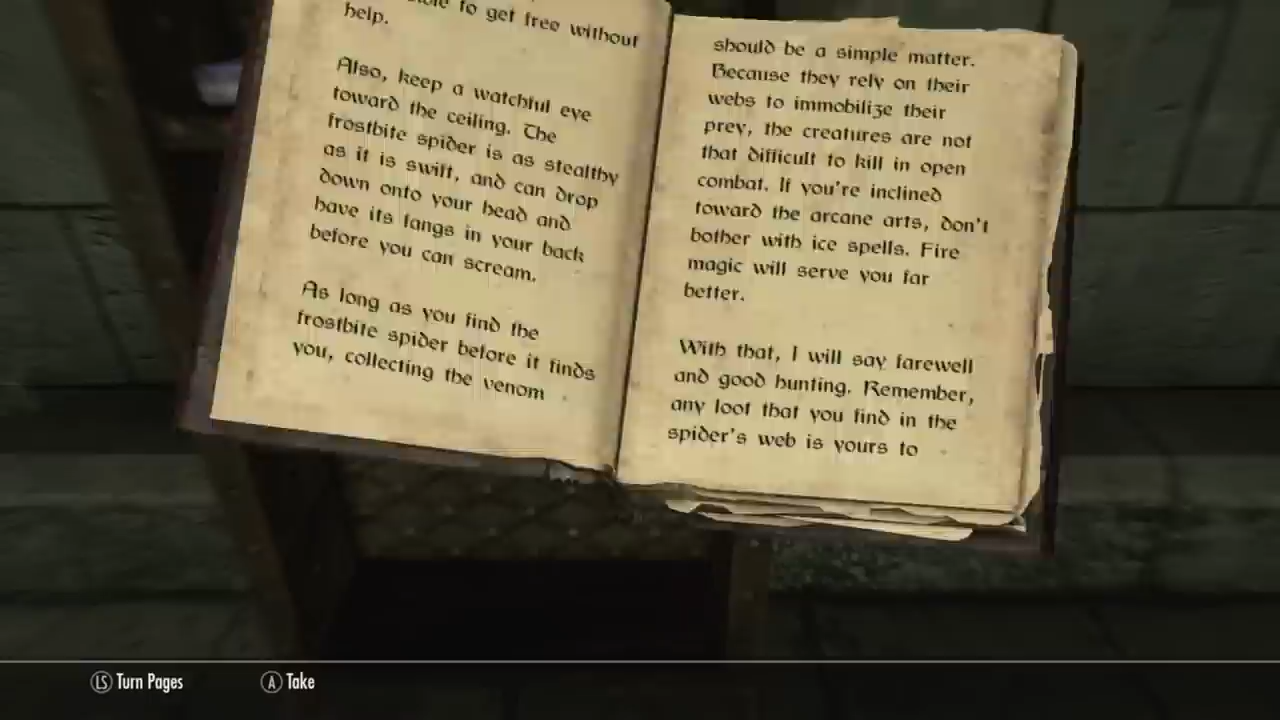 to get free without
help.
Also, keep a watchful eye
toward the ceiling. The
frostbite spider is as stealthy
as it is swift, and can drop
down onto your head and
have its fangs in your back
before you can scream.
As long as you find the
frostbite spider before it finds
you, collecting the venom
should be a simple matter.
Because they rely on their
webs to immobilize their
prey, the creatures are not
that difficult to kill in open
combat. If you're inclined
toward the arcane arts, don't
bother with ice spells. Fire
magic will serve you far
better.
With that, I will say farewell
and good hunting. Remember,
any loot that you find in the
spider's web is yours to
LS Turn Pages
A Take